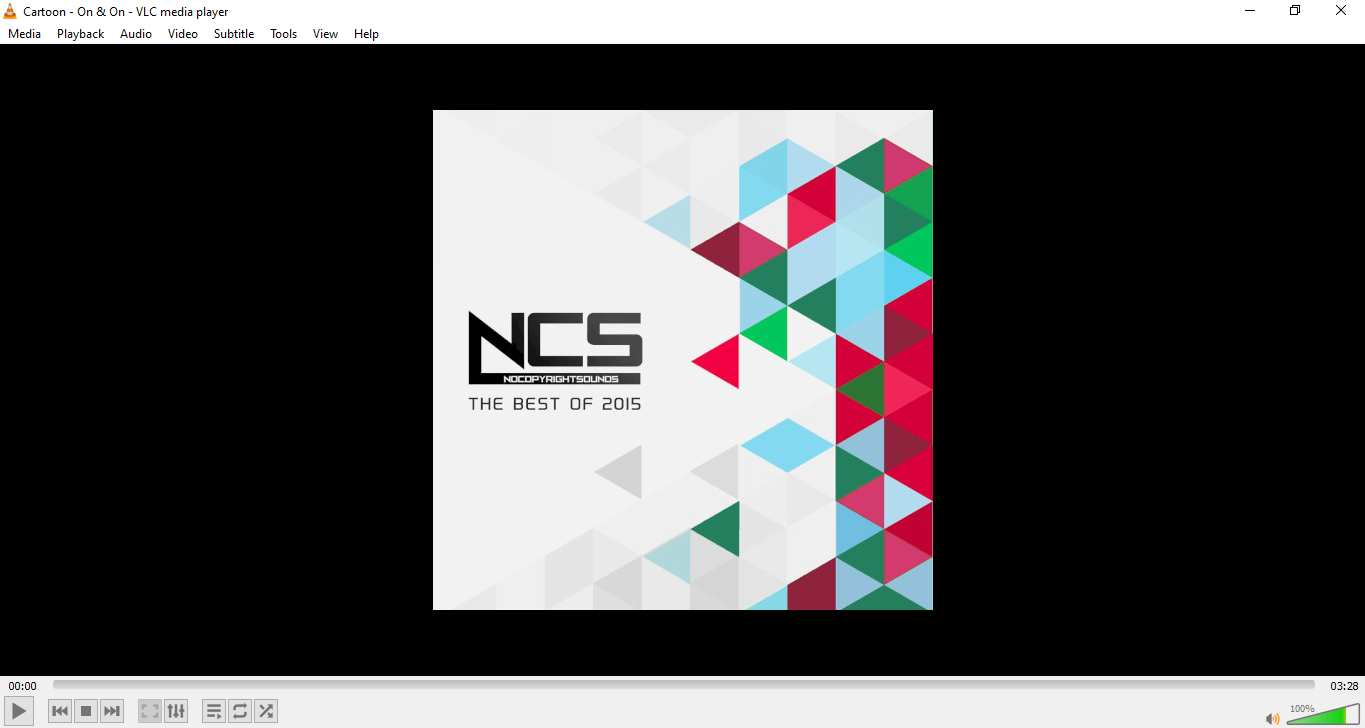 Cartoon - On & On - VLC media player
Media Playback Audio Video Subtitle Tools View Help
NCS
NOCOPYRIGHTSOUNDS
THE BEST OF 2015
00:00 03:28
100%